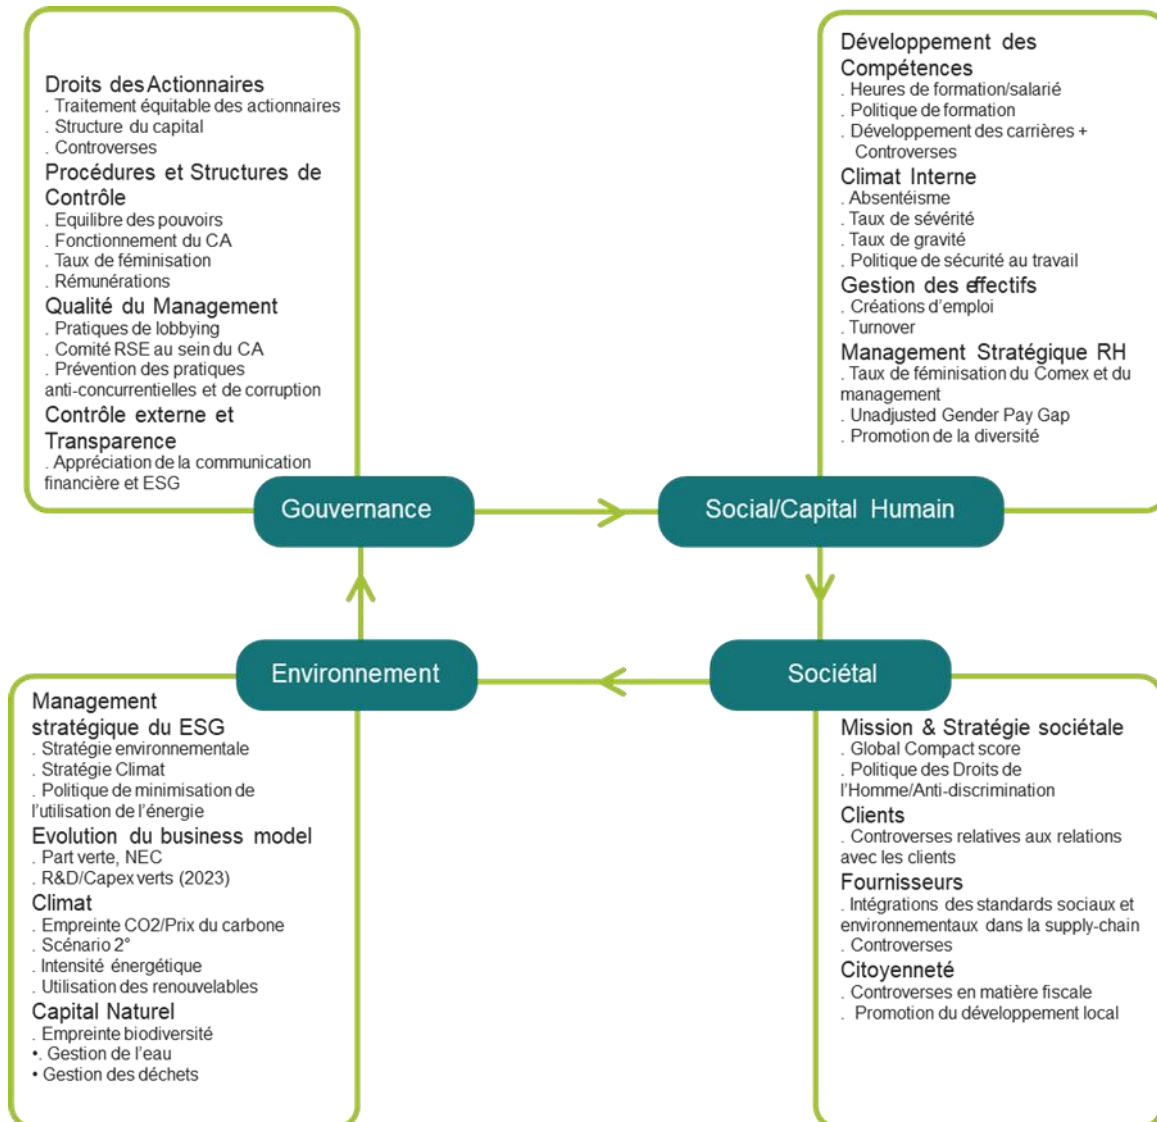 Droits des Actionnaires
. Traitement équitable des actionnaires
. Structure du capital
. Controverses
Procédures et Structures de
Contrôle
. Equilibre des pouvoirs
. Fonctionnement du CA
. Taux de féminisation
. Rémunérations
Qualité du Management
. Pratiques de lobbying
. Comité RSE au sein du CA
. Prévention des pratiques
anti-concurrentielles et de corruption
Contrôle externe et
Transparence
. Appréciation de la communication
financière et ESG
Gouvernance
Développement des
Compétences
. Heures de formation/salarié
. Politique de formation
. Développement des carrières +
Controverses
Climat Interne
. Absentéisme
. Taux de sévérité
. Taux de gravité
. Politique de sécurité au travail
Gestion des effectifs
. Créations d'emploi
. Turnover
Management Stratégique RH
. Taux de féminisation du Comex et du
management
. Unadjusted Gender Pay Gap
. Promotion de la diversité
Social/Capital Humain
Environnement
Management
stratégique du ESG
. Stratégie environnementale
. Stratégie Climat
. Politique de minimisation de
l'utilisation de l'énergie
Evolution du business model
. Part verte, NEC
. R&D/Capex verts (2023)
Climat
. Empreinte CO2/Prix du carbone
. Scénario 2°
. Intensité énergétique
. Utilisation des renouvelables
Capital Naturel
. Empreinte biodiversité
•. Gestion de l'eau
• Gestion des déchets
Sociétal
Mission & Stratégie sociétale
. Global Compact score
. Politique des Droits de
l'Homme/Anti-discrimination
Clients
. Controverses relatives aux relations
avec les clients
Fournisseurs
. Intégrations des standards sociaux et
environnementaux dans la supply-chain
. Controverses
Citoyenneté
. Controverses en matière fiscale
. Promotion du développement local